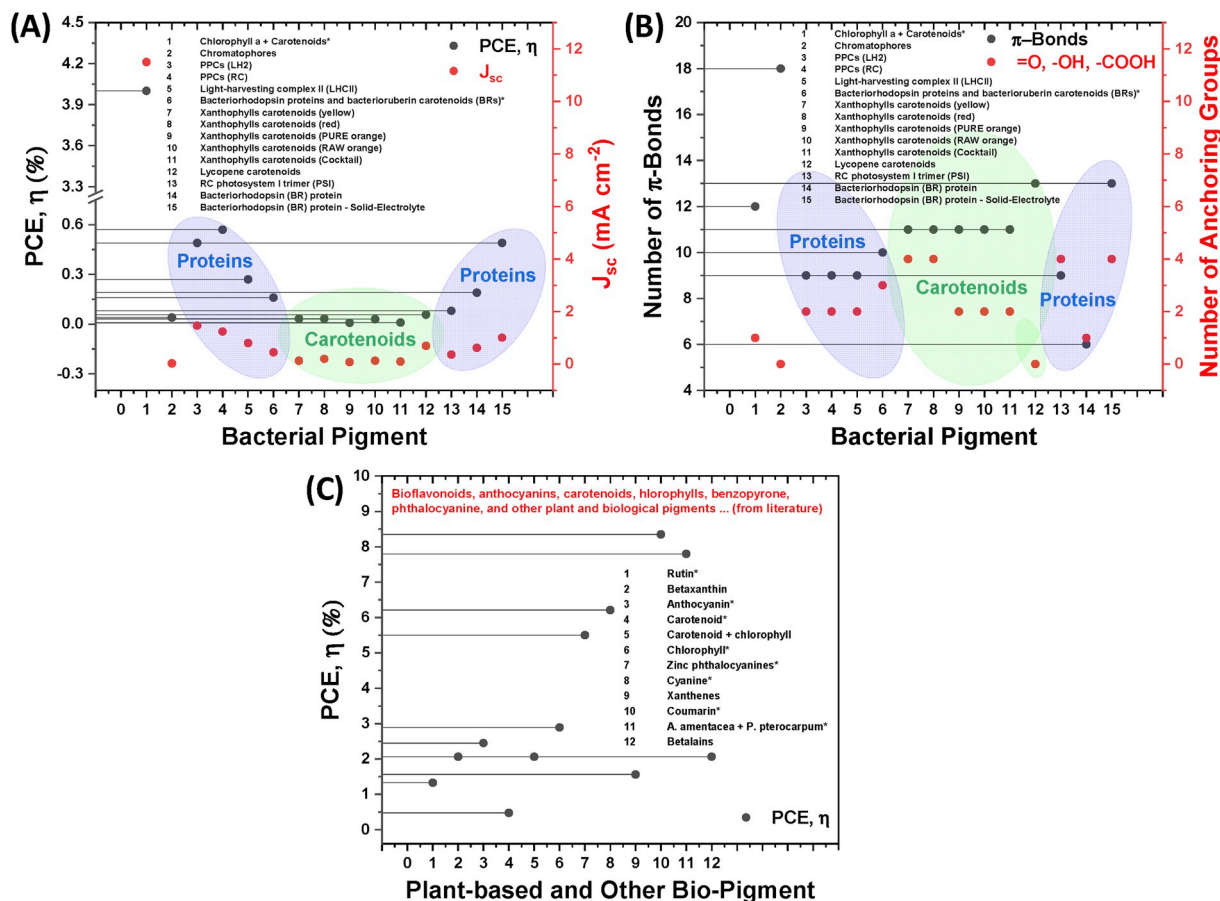 (A)
4.5
4.2
3.9
3.6
3.3
0.6
0.3
0.0
-0.3
PCE, η (%)
1 Chlorophyll a + Carotenoids*
2 Chromatophores
3 PPCs (LH2)
4 PPCs (RC)
5 Light-harvesting complex II (LHCII)
6 Bacteriorhodopsin proteins and bacterioruberin carotenoids (BRs)*
7 Xanthophylls carotenoids (yellow)
8 Xanthophylls carotenoids (red)
9 Xanthophylls carotenoids (PURE orange)
10 Xanthophylls carotenoids (RAW orange)
11 Xanthophylls carotenoids (Cocktail)
12 Lycopene carotenoids
13 RC photosystem I trimer (PSI)
14 Bacteriorhodopsin (BR) protein
15 Bacteriorhodopsin (BR) protein - Solid-Electrolyte
PCE, η
Jsc
Proteins
Carotenoids
Proteins
12
10
8
6
4
2
0
Jsc (mA cm-2)
0 1 2 3 4 5 6 7 8 9 10 11 12 13 14 15
Bacterial Pigment
(B)
20
18
16
14
12
10
8
6
4
Number of π-Bonds
1 Chlorophyll a + Carotenoids*
2 Chromatophores
3 PPCs (LH2)
4 PPCs (RC)
5 Light-harvesting complex II (LHCII)
6 Bacteriorhodopsin proteins and bacterioruberin carotenoids (BRs)*
7 Xanthophylls carotenoids (yellow)
8 Xanthophylls carotenoids (red)
9 Xanthophylls carotenoids (PURE orange)
10 Xanthophylls carotenoids (RAW orange)
11 Xanthophylls carotenoids (Cocktail)
12 Lycopene carotenoids
13 RC photosystem I trimer (PSI)
14 Bacteriorhodopsin (BR) protein
15 Bacteriorhodopsin (BR) protein - Solid-Electrolyte
π–Bonds
=O, -OH, -COOH
Proteins
Carotenoids
Proteins
12
10
8
6
4
2
0
Number of Anchoring Groups
0 1 2 3 4 5 6 7 8 9 10 11 12 13 14 15
Bacterial Pigment
(C)
10
9
8
7
6
5
4
3
2
1
0
PCE, η (%)
Bioflavonoids, anthocyanins, carotenoids, hlorophylls, benzopyrone,
phthalocyanine, and other plant and biological pigments ... (from literature)
1 Rutin*
2 Betaxanthin
3 Anthocyanin*
4 Carotenoid*
5 Carotenoid + chlorophyll
6 Chlorophyll*
7 Zinc phthalocyanines*
8 Cyanine*
9 Xanthenes
10 Coumarin*
11 A. amentacea + P. pterocarpum*
12 Betalains
PCE, η
0 1 2 3 4 5 6 7 8 9 10 11 12
Plant-based and Other Bio-Pigment